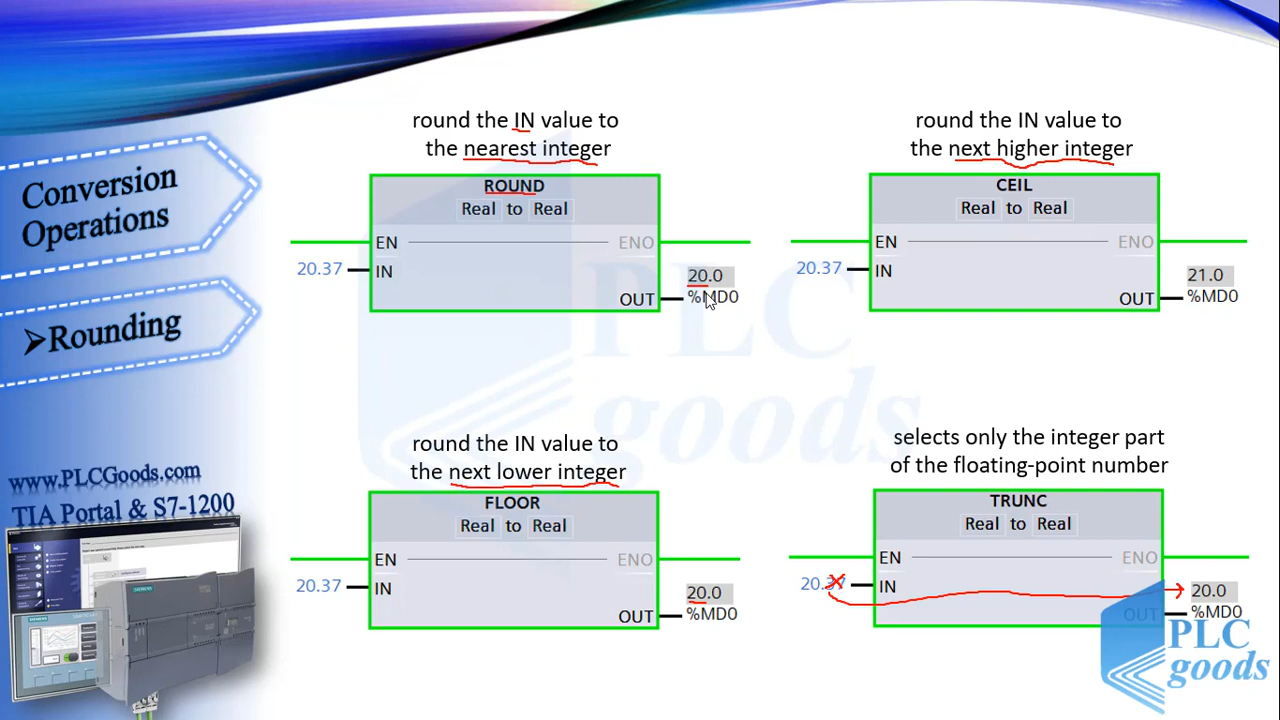 Conversion
Operations
➢Rounding
www.PLCGoods.com
TIA Portal & S7-1200
round the IN value to
the nearest integer
ROUND
Real to Real
EN
ENO
20.37
IN
20.0
OUT
%MD0
round the IN value to
the next higher integer
CEIL
Real to Real
EN
ENO
20.37
IN
21.0
OUT
%MD0
round the IN value to
the next lower integer
FLOOR
Real to Real
EN
ENO
20.37
IN
20.0
OUT
%MD0
selects only the integer part
of the floating-point number
TRUNC
Real to Real
EN
ENO
20.37
IN
20.0
OUT
%MD0
PLC
goods
PLC
goods